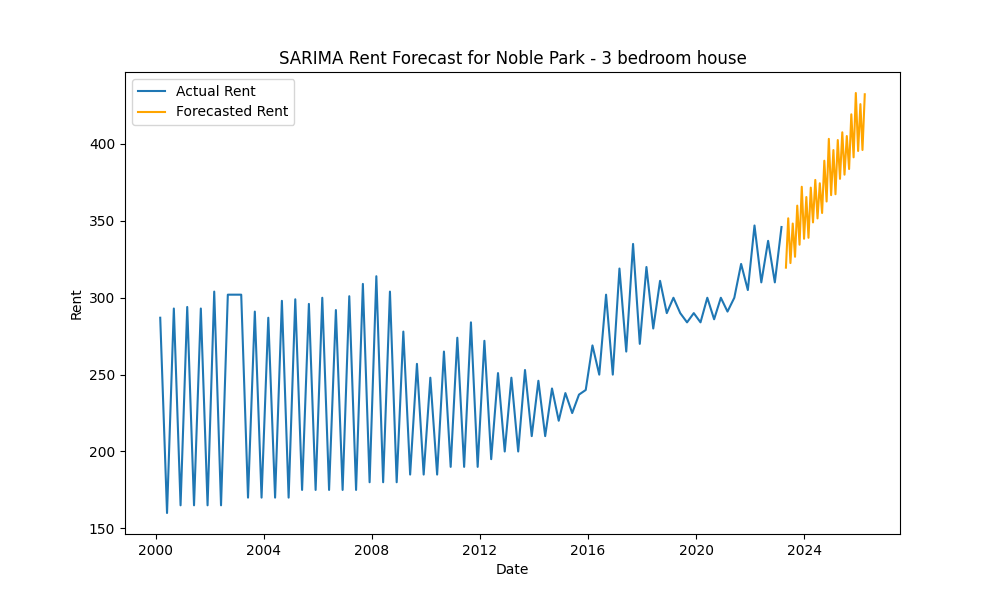 SARIMA Rent Forecast for Noble Park - 3 bedroom house
Actual Rent
Forecasted Rent
Rent
400
350
300
250
200
150
2000 2004 2008 2012 2016 2020 2024
Date